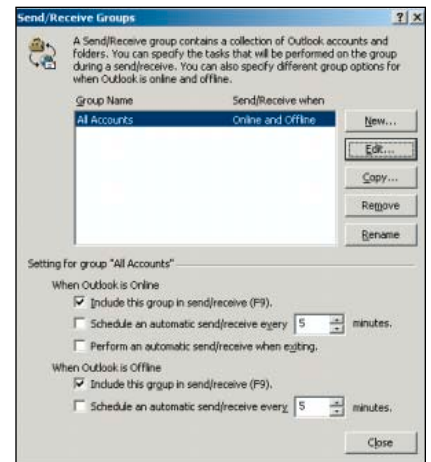 Send/Receive Groups
A Send/Receive group contains a collection of Outlook accounts and
folders. You can specify the tasks that will be performed on the group
during a send/receive. You can also specify different group options for
when Outlook is online and offline.
Group Name Send/Receive when
All Accounts Online and Offline
New...
Edit...
Copy...
Remove
Rename
Setting for group "All Accounts"
When Outlook is Online
Include this group in send/receive (F9).
Schedule an automatic send/receive every 5 minutes.
Perform an automatic send/receive when exiting.
When Outlook is Offline
Include this group in send/receive (F9).
Schedule an automatic send/receive every 5 minutes.
Close